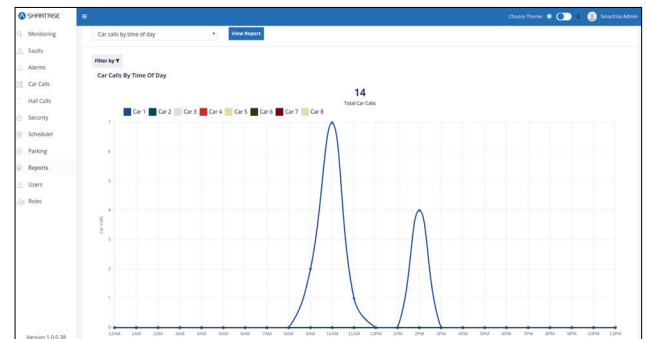 SMARTRISE
Choose Theme:
Smartrise Admin
Monitoring
Faults
Alarms
Car Calls
Hall Calls
Security
Scheduler
Parking
Reports
Users
Roles
Version 1.0.0.38
Car calls by time of day
View Report
Filter by
Car Calls By Time Of Day
14
Total Car Calls
Car 1 Car 2 Car 3 Car 4 Car 5 Car 6 Car 7 Car 8
7
6
5
4
3
2
1
0
Car Calls
12AM 1AM 2AM 3AM 4AM 5AM 6AM 7AM 8AM 9AM 10AM 11AM 12PM 1PM 2PM 3PM 4PM 5PM 6PM 7PM 8PM 9PM 10PM 11PM